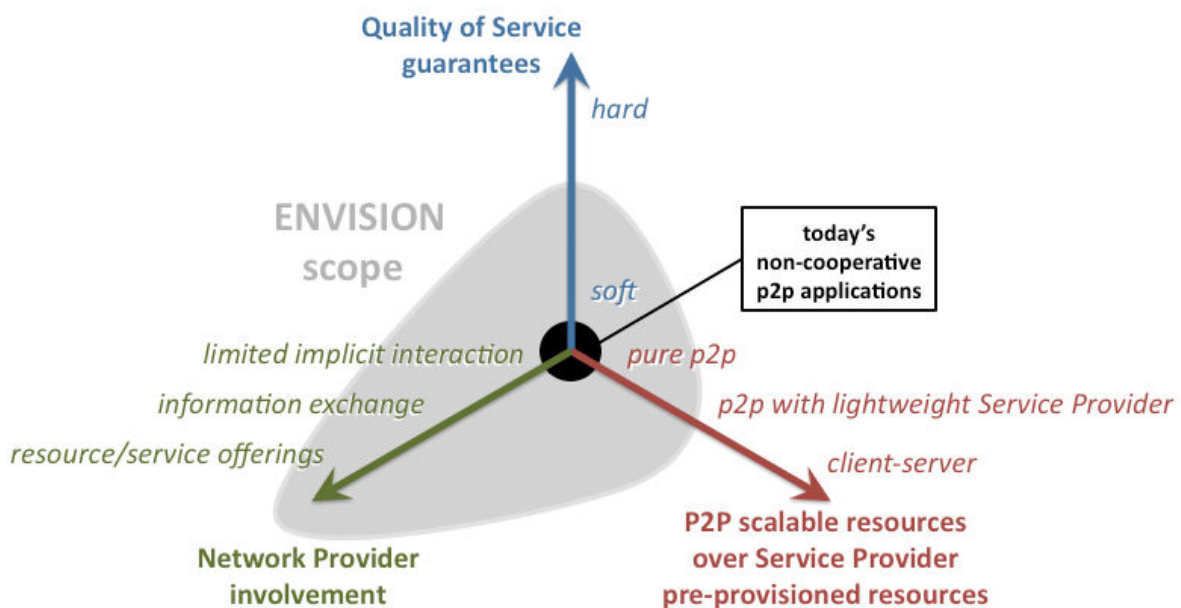 Quality of Service
guarantees
hard
ENVISION
scope
today's
non-cooperative
p2p applications
soft
limited implicit interaction
pure p2p
information exchange
p2p with lightweight Service Provider
resource/service offerings
client-server
Network Provider
involvement
P2P scalable resources
over Service Provider
pre-provisioned resources